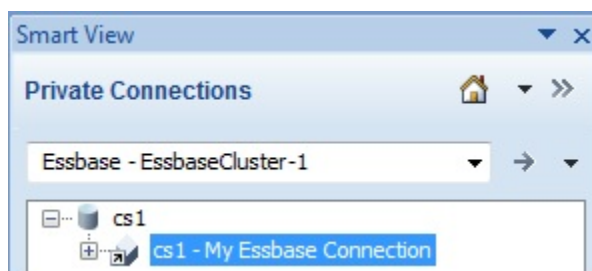 Smart View
Private Connections
Essbase - EssbaseCluster-1
cs1
cs1 - My Essbase Connection